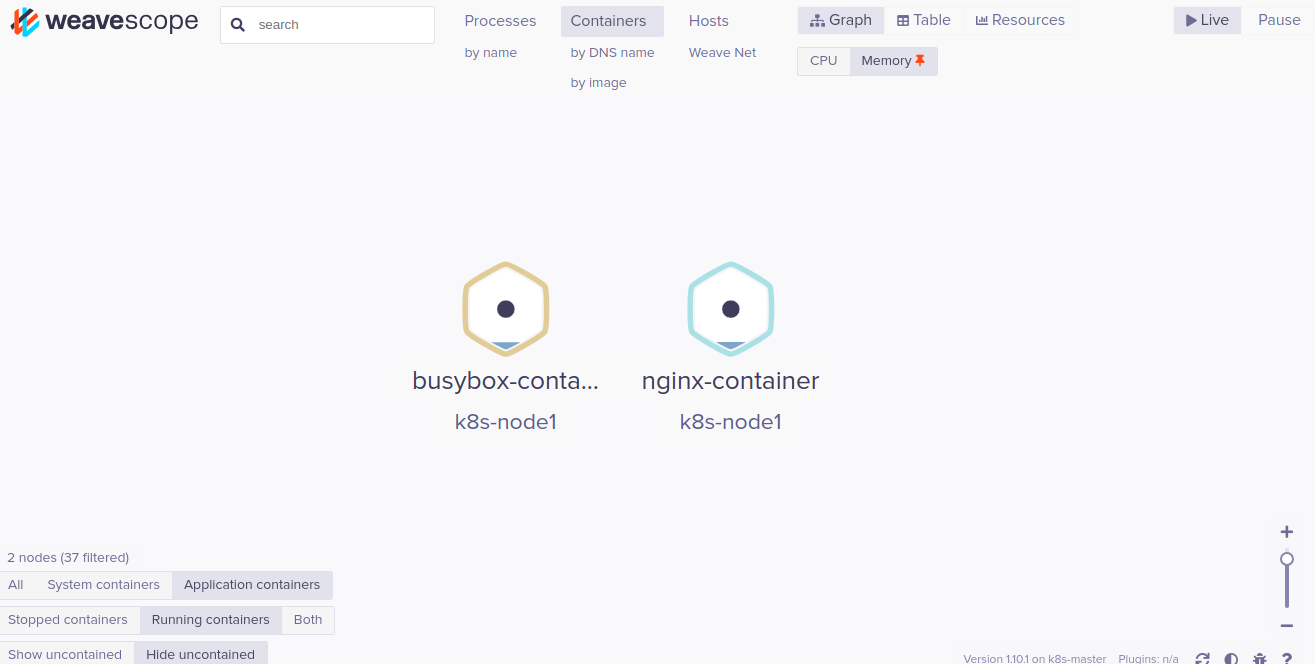 weavescope
search
Processes
Containers
Hosts
by name
by DNS name
Weave Net
by image
Graph
Table
Resources
CPU
Memory
Live
Pause
busybox-conta...
nginx-container
k8s-node1
k8s-node1
2 nodes (37 filtered)
All
System containers
Application containers
Stopped containers
Running containers
Both
Show uncontained
Hide uncontained
Version 1.10.1 on k8s-master
Plugins: n/a